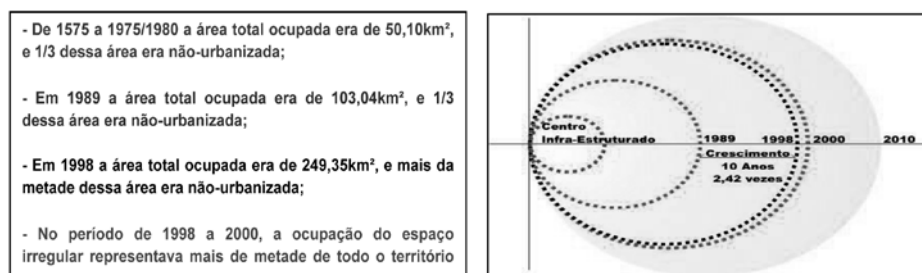 - De 1575 a 1975/1980 a área total ocupada era de 50,10km²,
e 1/3 dessa área era não-urbanizada;
- Em 1989 a área total ocupada era de 103,04km², e 1/3
dessa área era não-urbanizada;
- Em 1998 a área total ocupada era de 249,35km², e mais da
metade dessa área era não-urbanizada;
- No período de 1998 a 2000, a ocupação do espaço
irregular representava mais de metade de todo o território
Centro
Infra-Estruturado
1989
1998
2000
2010
Crescimento
10 Anos
2,42 vezes